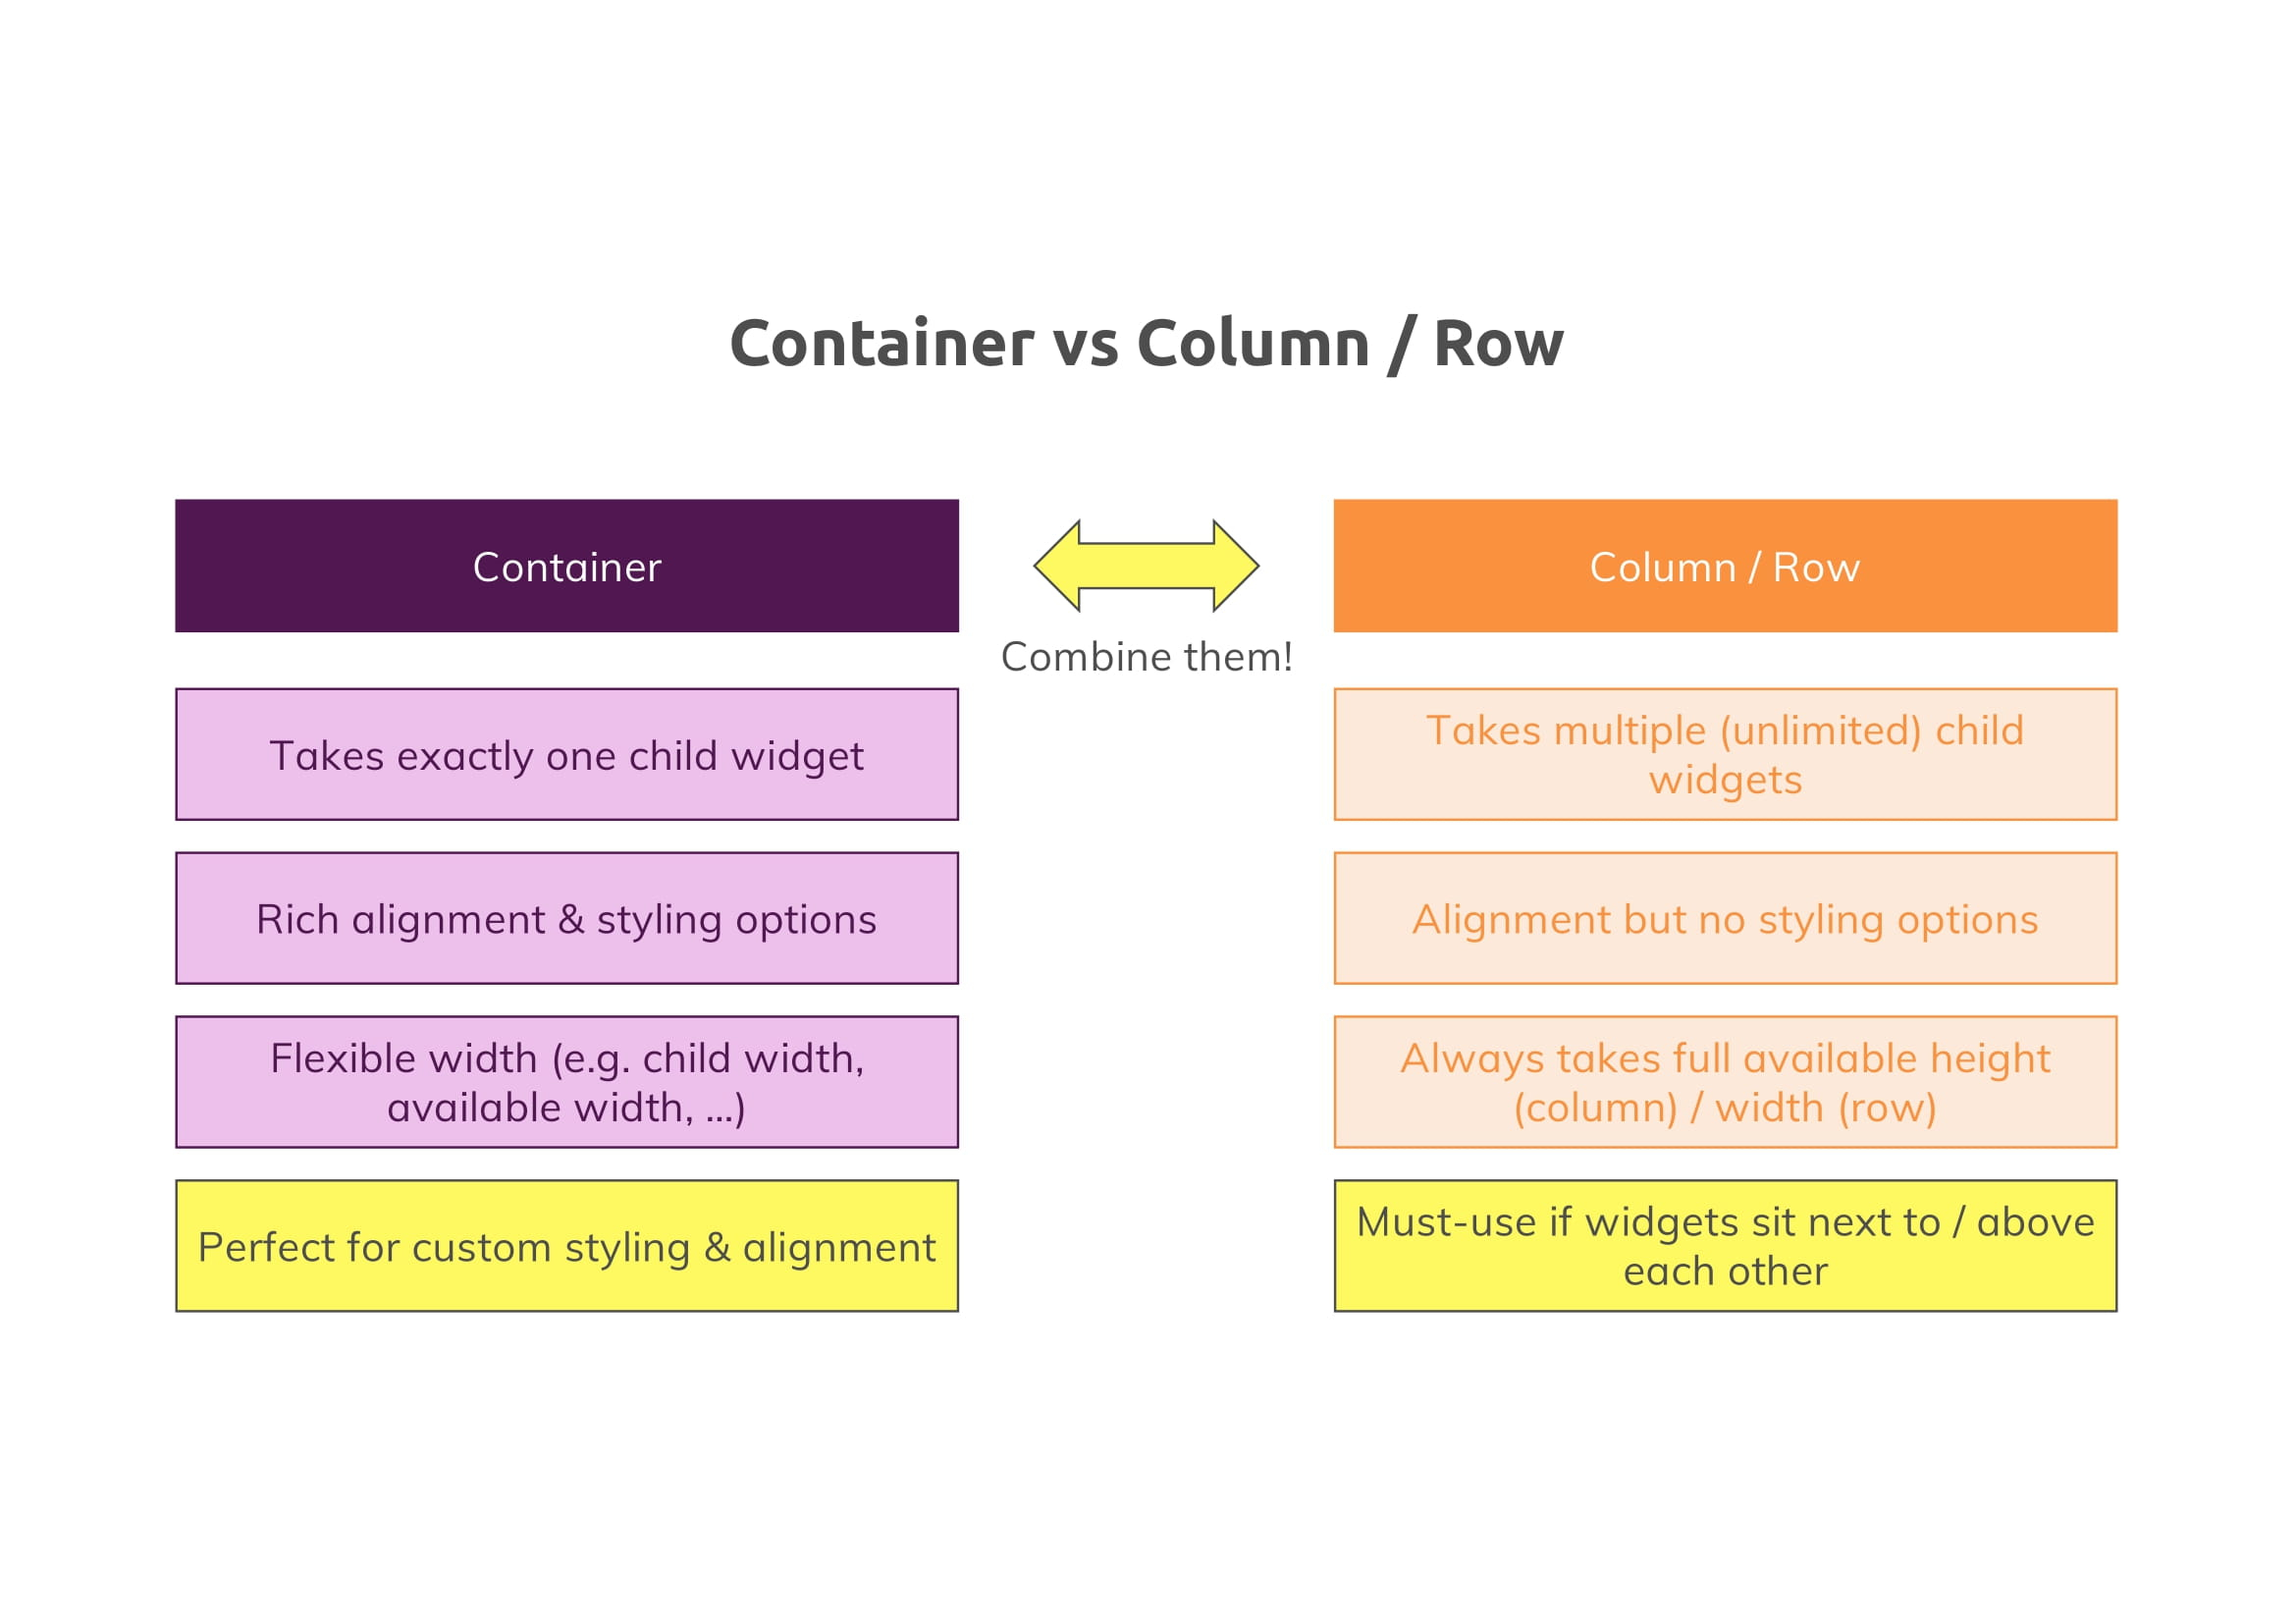 Container vs Column / Row
Container
Column / Row
Combine them!
Takes exactly one child widget
Takes multiple (unlimited) child
widgets
Rich alignment & styling options
Alignment but no styling options
Flexible width (e.g. child width,
available width, ...)
Always takes full available height
(column) / width (row)
Perfect for custom styling & alignment
Must-use if widgets sit next to / above
each other